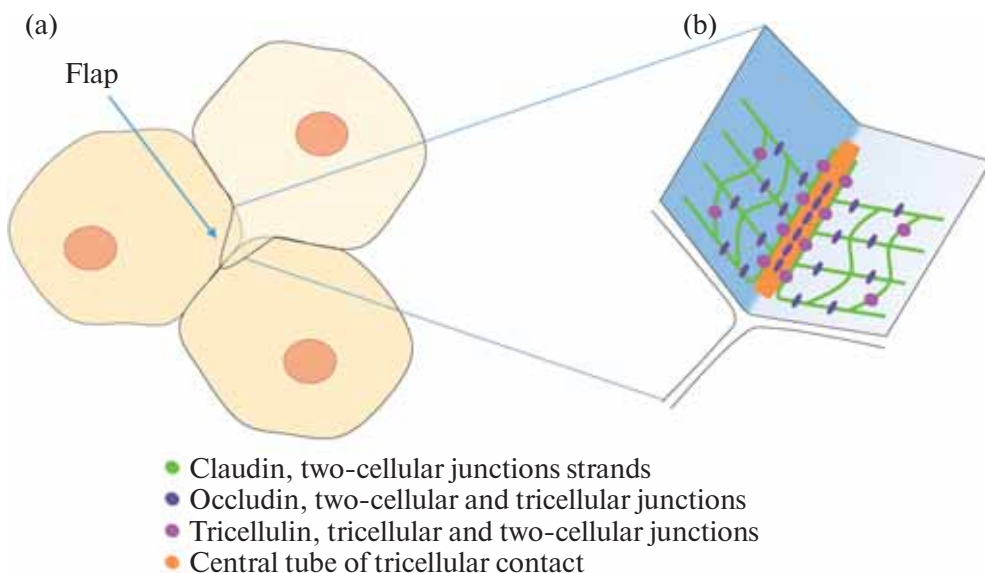 (a)
(b)
Flap
Claudin, two-cellular junctions strands
Occludin, two-cellular and tricellular junctions
Tricellulin, tricellular and two-cellular junctions
Central tube of tricellular contact